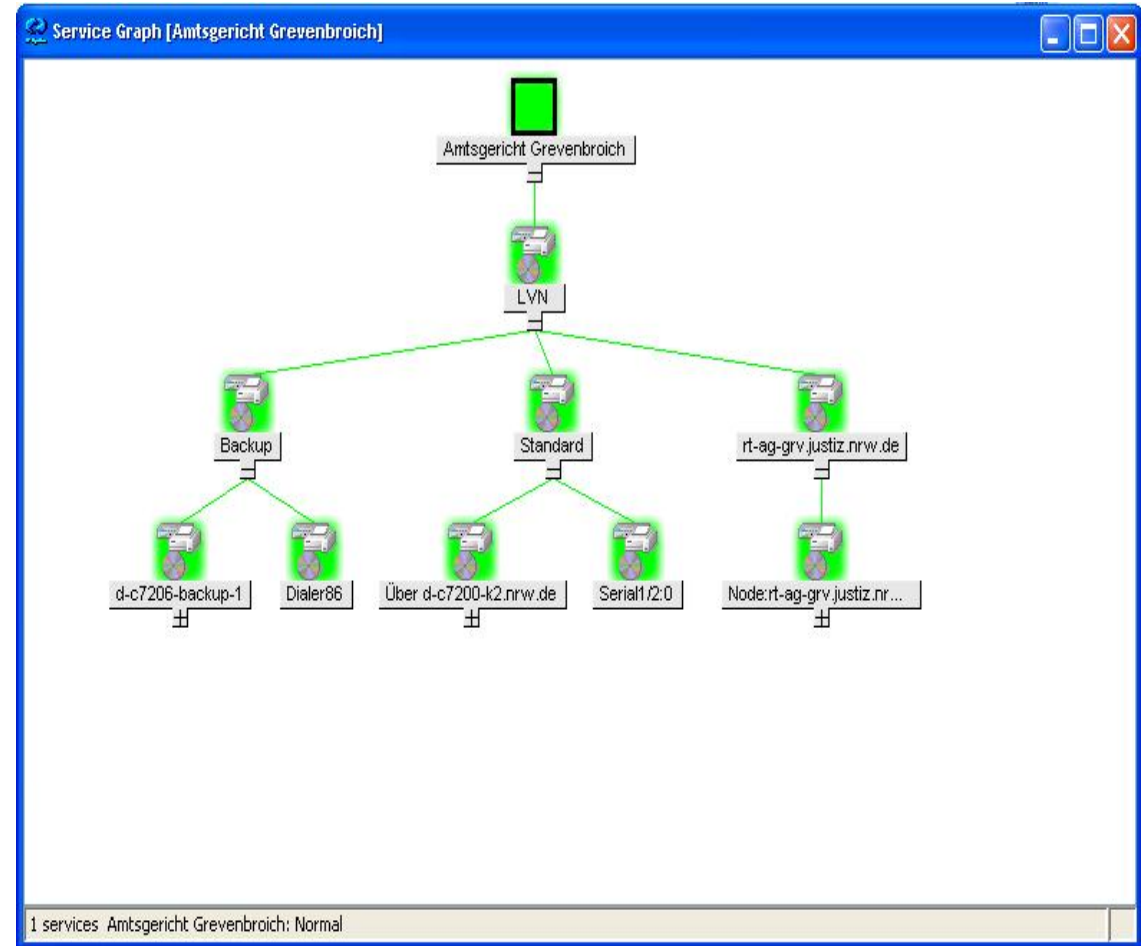 Service Graph [Amtsgericht Grevenbroich]
Amtsgericht Grevenbroich
LVN
Backup
Standard
rt-ag-grv.justiz.nrw.de
d-c7206-backup-1
Dialer86
Über d-c7200-k2.nrw.de
Serial1/2:0
Node:rt-ag-grv.justiz.nr...
1 services Amtsgericht Grevenbroich: Normal